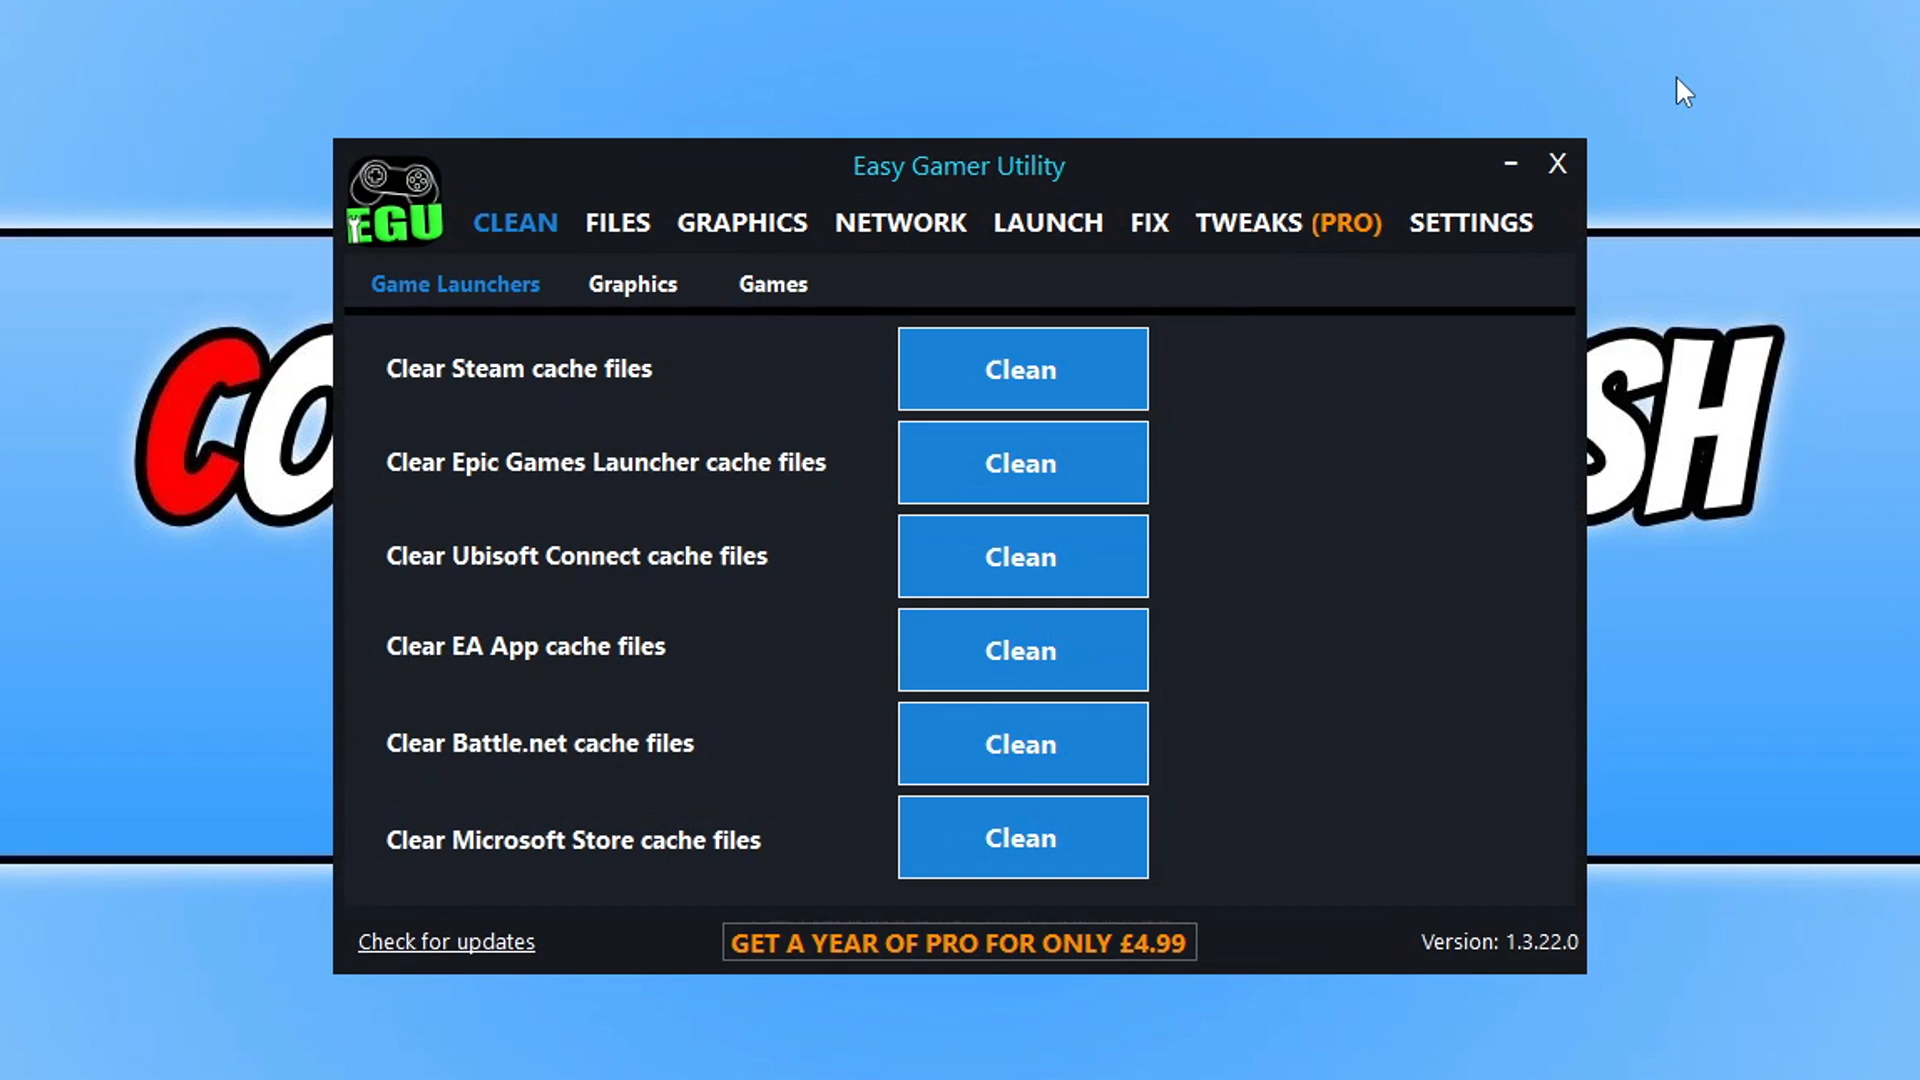 Easy Gamer Utility
- X
EGU
CLEAN FILES GRAPHICS NETWORK LAUNCH FIX TWEAKS (PRO) SETTINGS
Game Launchers Graphics Games
CO
SH
Clear Steam cache files Clean
Clear Epic Games Launcher cache files Clean
Clear Ubisoft Connect cache files Clean
Clear EA App cache files Clean
Clear Battle.net cache files Clean
Clear Microsoft Store cache files Clean
Check for updates GET A YEAR OF PRO FOR ONLY £4.99 Version: 1.3.22.0